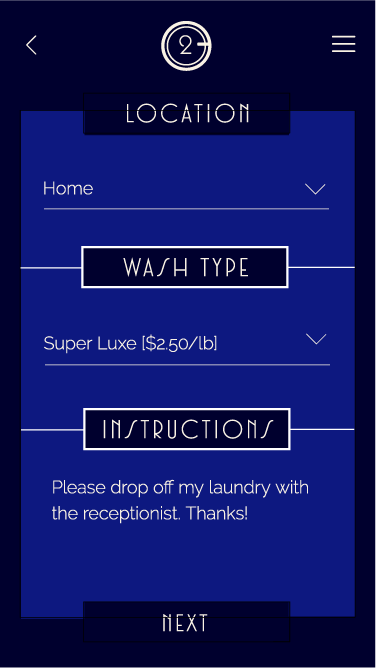 2
LOCATION
Home
WASH TYPE
Super Luxe [$2.50/lb]
INSTRUCTIONS
Please drop off my laundry with
the receptionist. Thanks!
NEXT